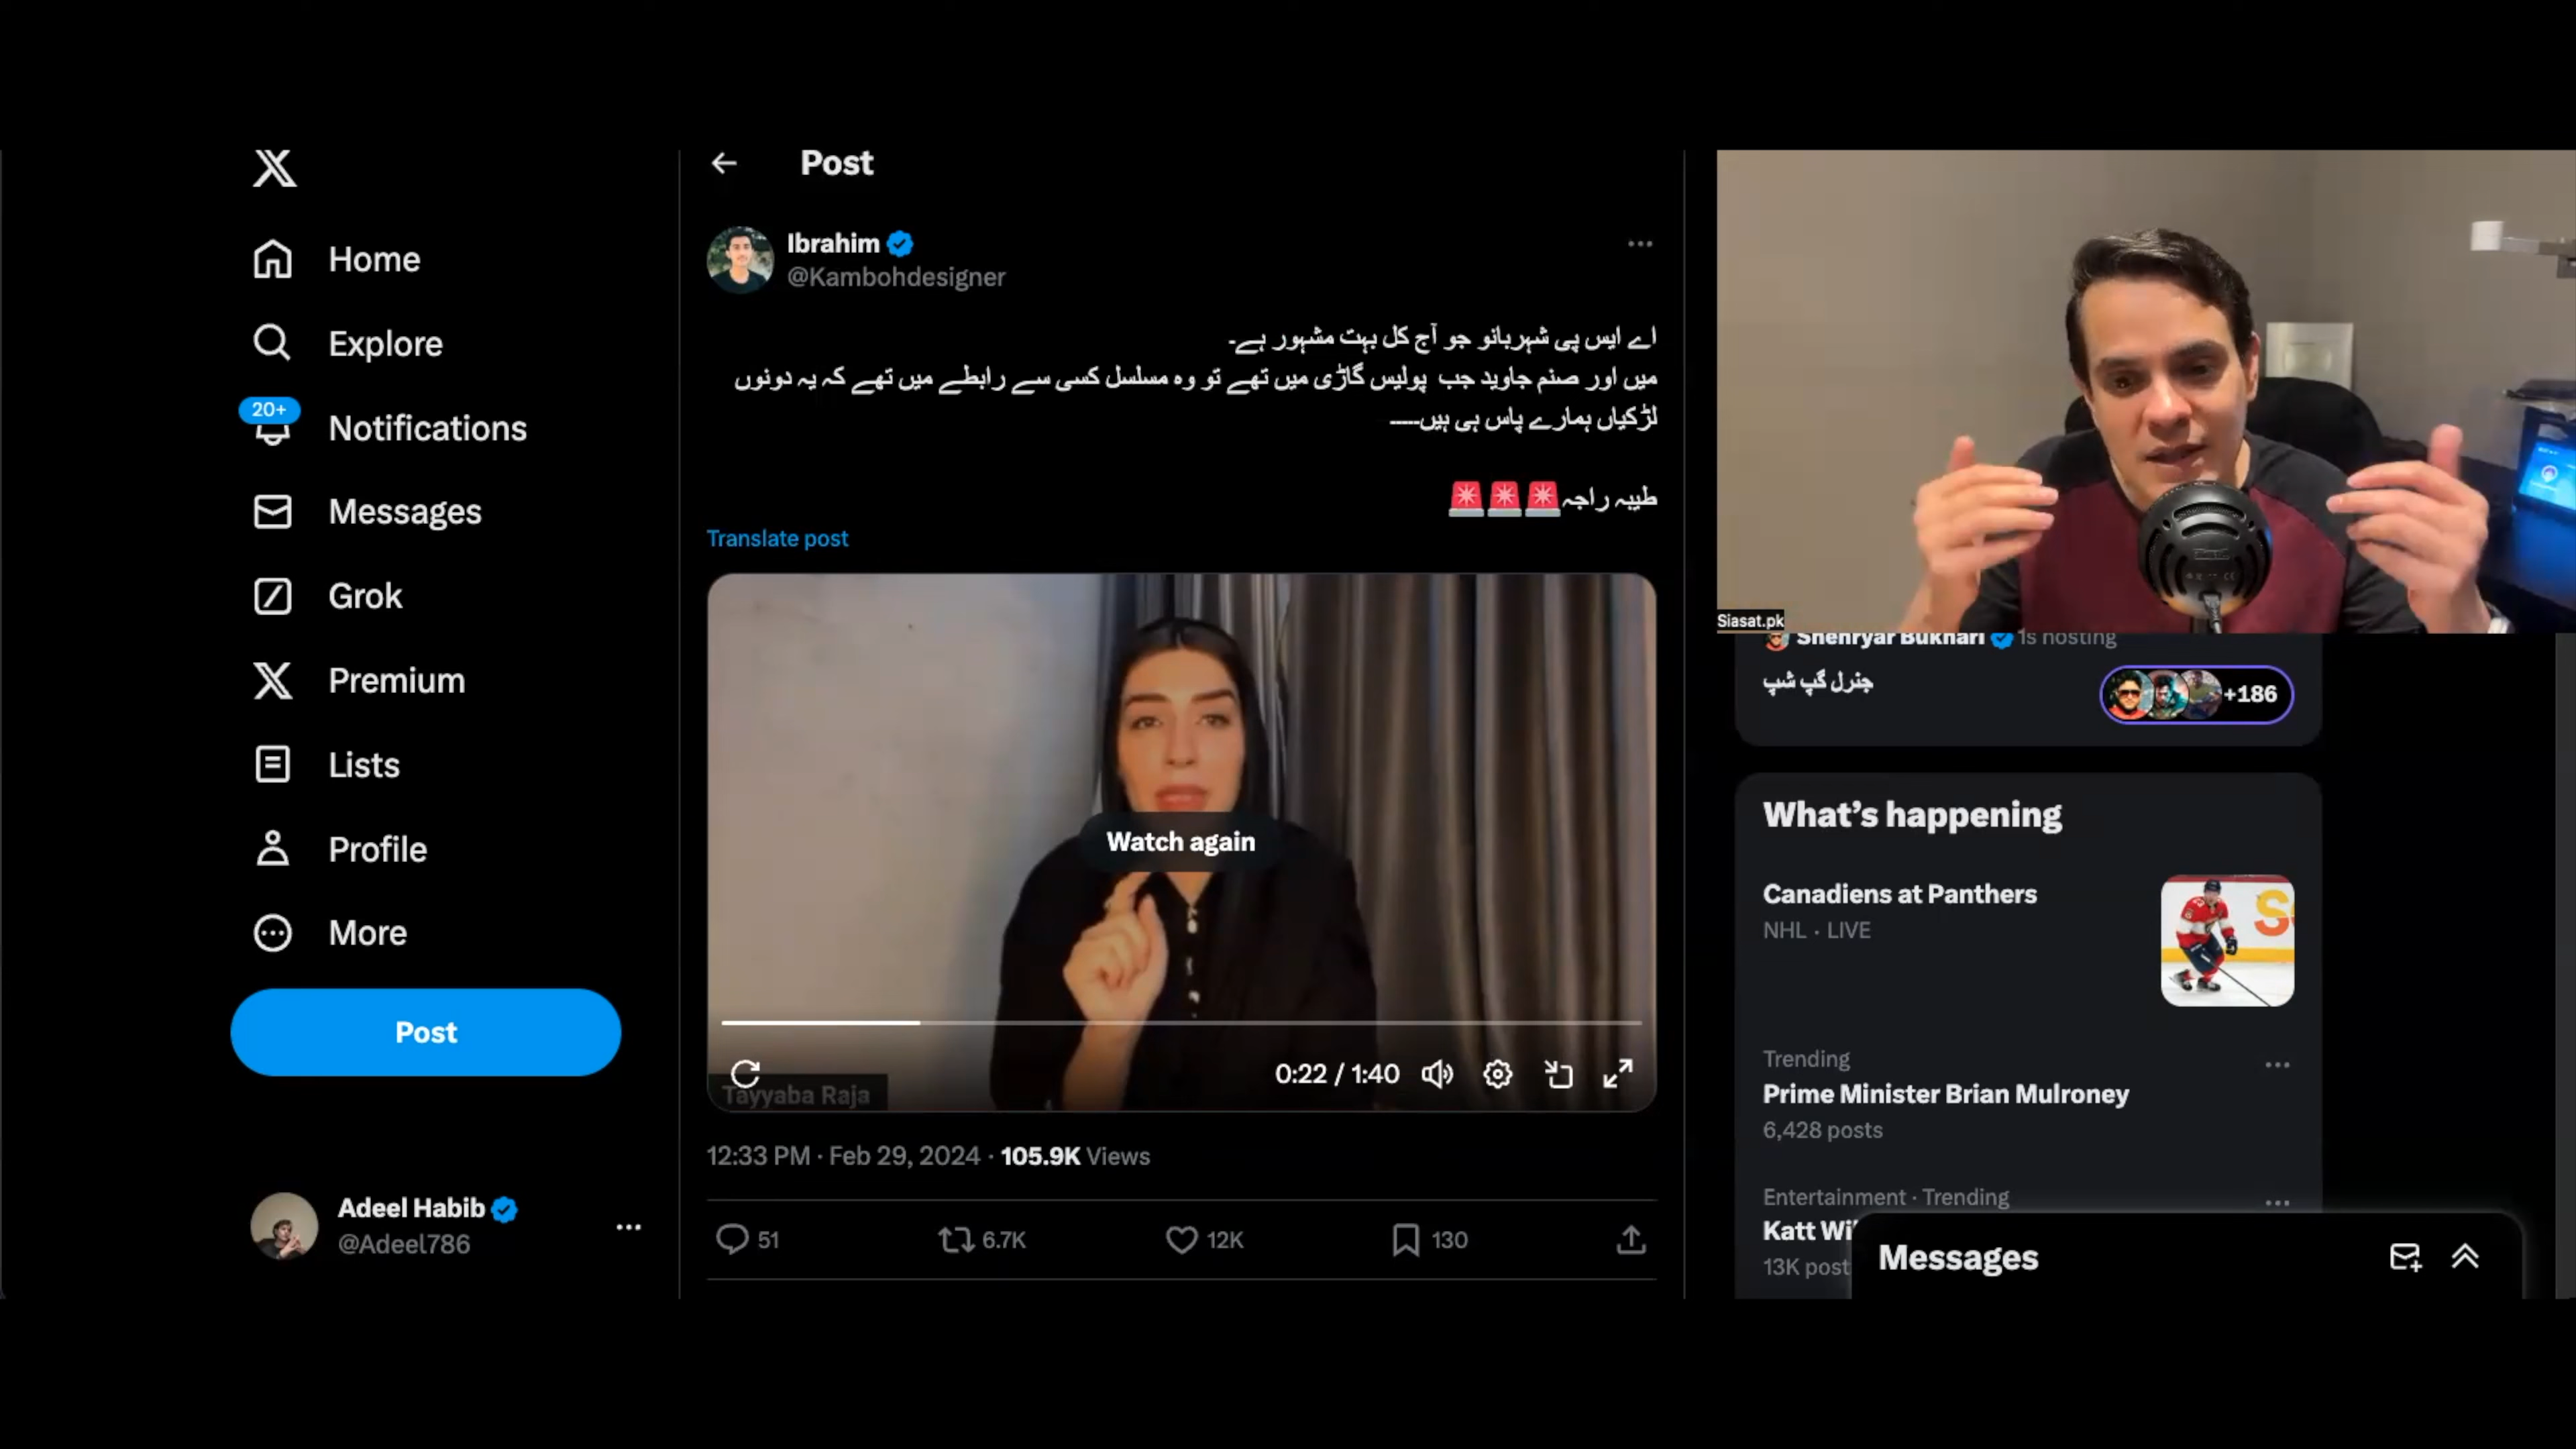 Home
Explore
20+
Notifications
Messages
Grok
Premium
Lists
Profile
More
Post
Adeel Habib
@Adeel786
Post
Ibrahim
@Kambohdesigner
اے ایس پی شہربانو جو آج کل بہت مشہور ہے۔
میں اور صنم جاوید جب پولیس گاڑی میں تھے تو وہ مسلسل کسی سے رابطے میں تھے کہ یہ دونوں
لڑکیاں ہمارے پاس ہی ہیں۔۔۔۔
طیبہ راجہ
Translate post
Watch again
0:22 / 1:40
Tayyaba Raja
12:33 PM · Feb 29, 2024 · 105.9K Views
51
6.7K
12K
130
Siasat.pk
Shehryar Bukhari is hosting
جنرل گپ شپ
+186
What's happening
Canadiens at Panthers
NHL · LIVE
Trending
Prime Minister Brian Mulroney
6,428 posts
Entertainment · Trending
Katt Wil
13K post
Messages